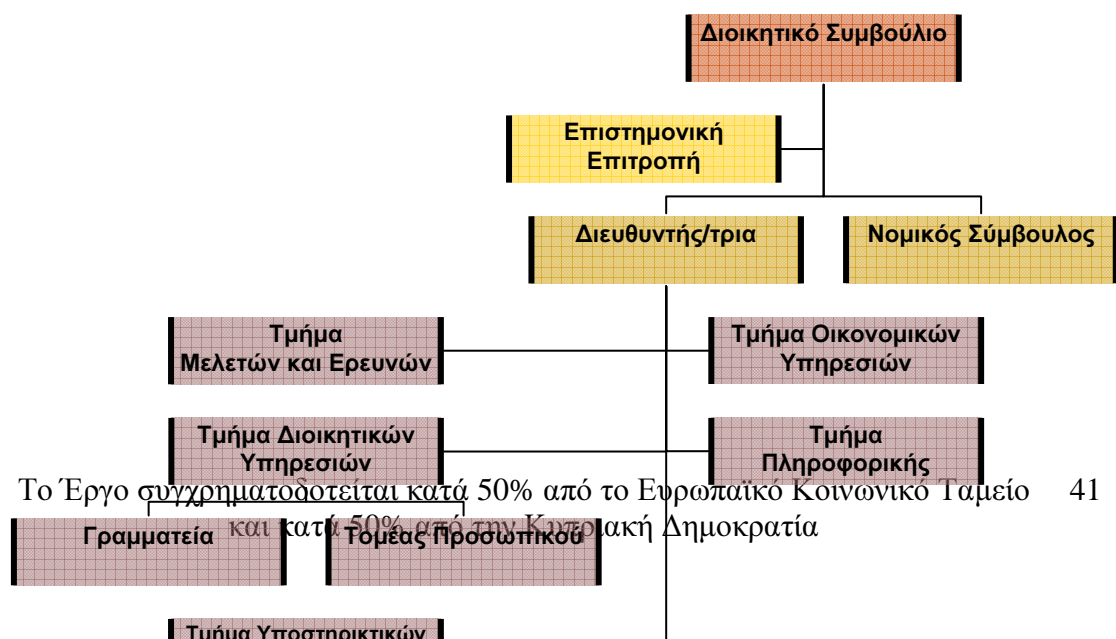 Διοικητικό Συμβούλιο
Επιστημονική
Επιτροπή
Διευθυντής/τρια
Νομικός Σύμβουλος
Τμήμα
Μελετών και Ερευνών
Τμήμα Οικονομικών
Υπηρεσιών
Τμήμα Διοικητικών
Υπηρεσιών
Τμήμα
Πληροφορικής
Το Έργο συγχρηματοδοτείται κατά 50% από το Ευρωπαϊκό Κοινωνικό Ταμείο 41
και κατά 50% από την Κυπριακή Δημοκρατία
Γραμματεία
Τομέας Προσωπικού
Τμήμα Υποστηρικτικών